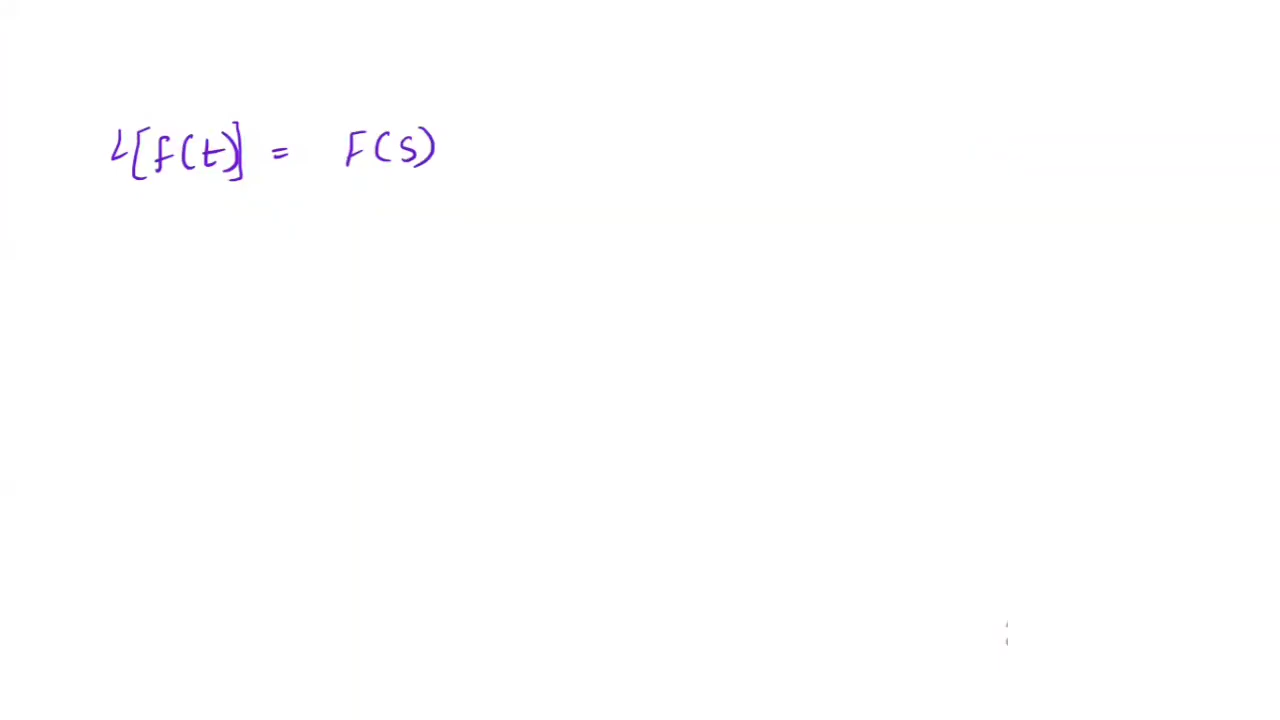 L[f(t)] = F(s)